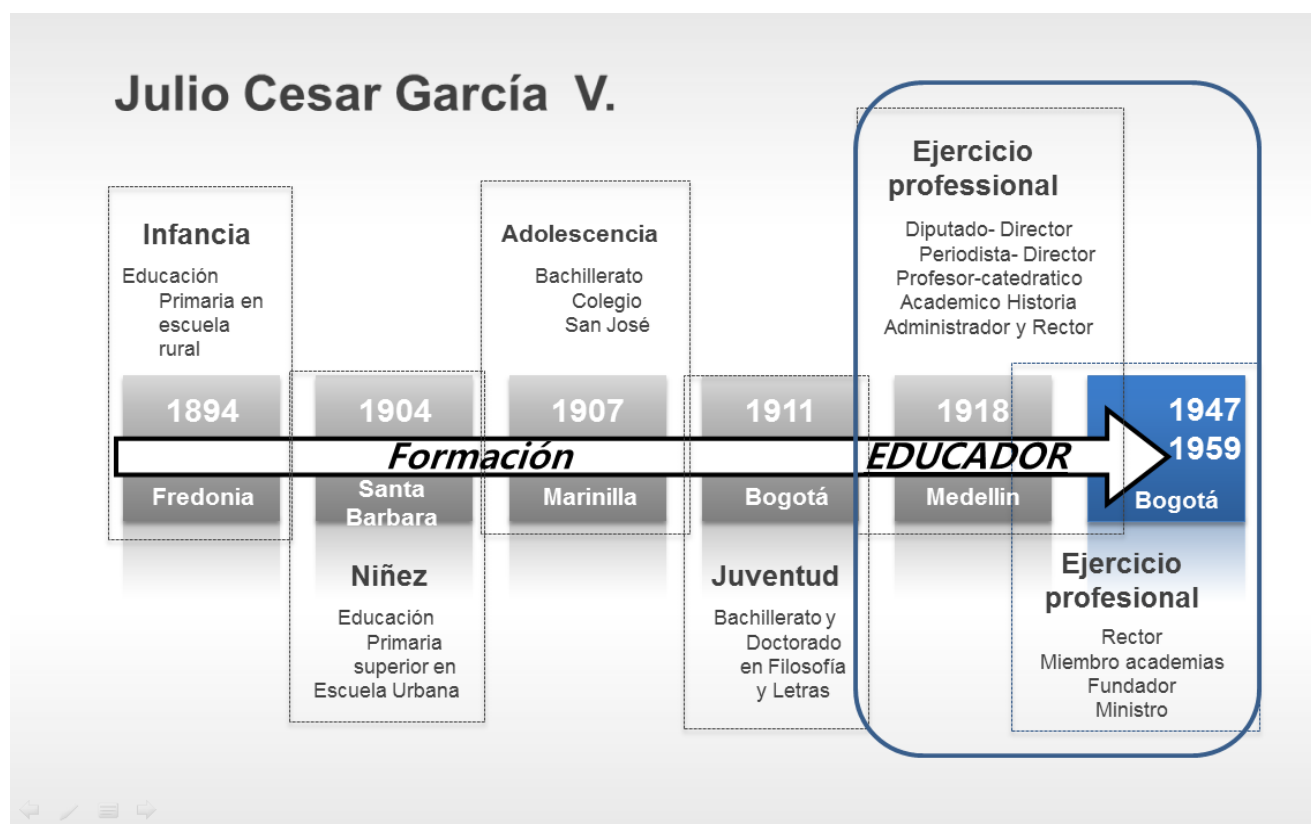 Julio Cesar García  V.
Infancia
Educación
Primaria en
escuela
rural
1894
Fredonia
1904
Santa
Barbara
Niñez
Educación
Primaria
superior en
Escuela Urbana
Adolescencia
Bachillerato
Colegio
San José
1907
Marinilla
1911
Bogotá
Juventud
Bachillerato y
Doctorado
en Filosofía
y Letras
Ejercicio
professional
Diputado- Director
Periodista- Director
Profesor-catedratico
Academico Historia
Administrador y Rector
1918
Medellin
1947
1959
Bogotá
Ejercicio
profesional
Rector
Miembro academias
Fundador
Ministro
Formación
EDUCADOR